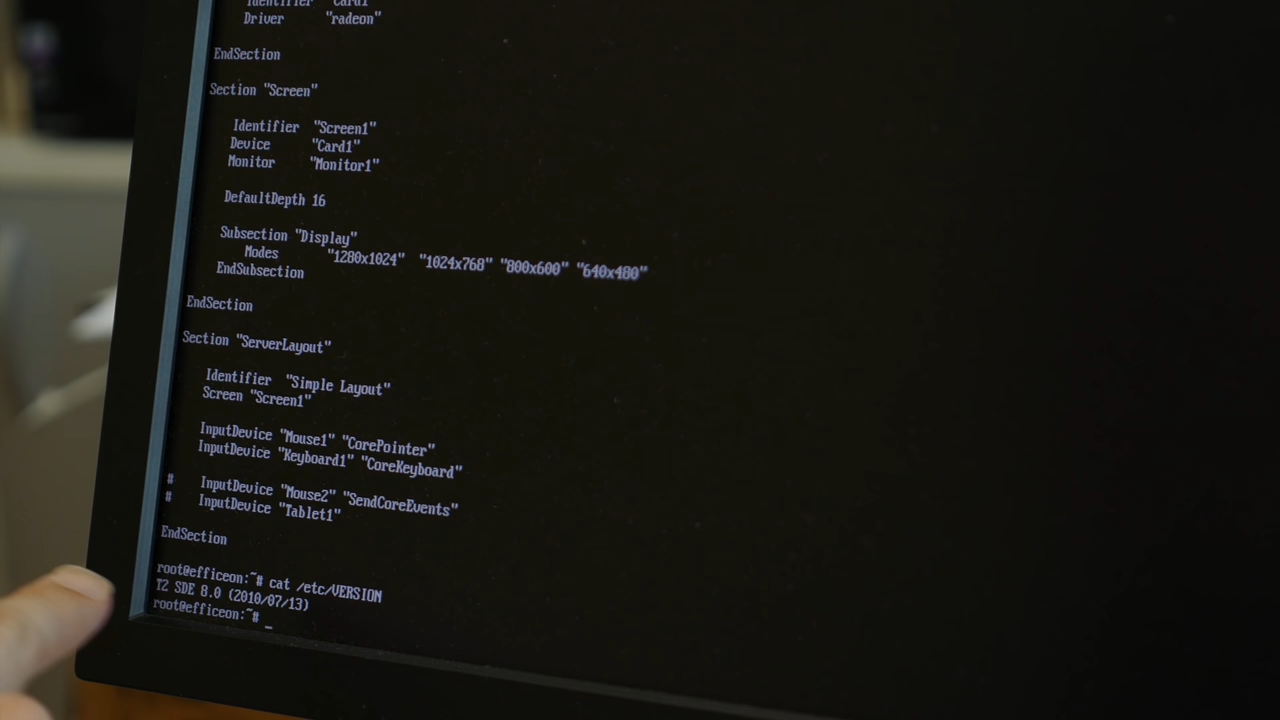 Identifier "Card1"
Driver "radeon"
EndSection
Section "Screen"
Identifier "Screen1"
Device "Card1"
Monitor "Monitor1"
DefaultDepth 16
Subsection "Display"
Modes "1280x1024" "1024x768" "800x600" "640x480"
EndSubsection
EndSection
Section "ServerLayout"
Identifier "Simple Layout"
Screen "Screen1"
InputDevice "Mouse1" "CorePointer"
InputDevice "Keyboard1" "CoreKeyboard"
# InputDevice "Mouse2" "SendCoreEvents"
# InputDevice "Tablet1"
EndSection
root@efficeon:~# cat /etc/VERSION
T2 SDE 8.0 (2010/07/13)
root@efficeon:~# _